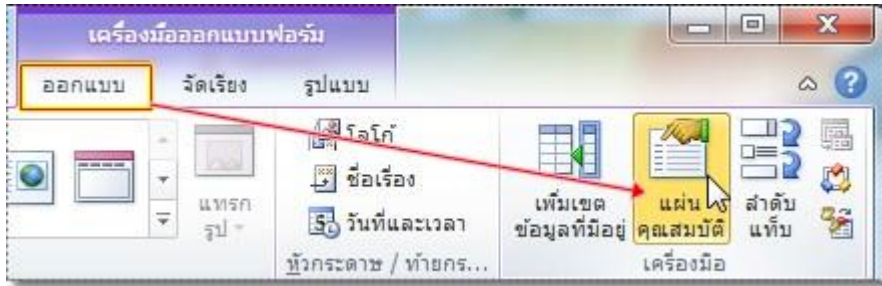 เครื่องมือออกแบบฟอร์ม
ออกแบบ
จัดเรียง
รูปแบบ
แทรก
รูป
โลโก้
ชื่อเรื่อง
วันที่และเวลา
หัวกระดาษ / ท้ายกร...
เพิ่มเขต
ข้อมูลที่มีอยู่
แผ่น
คุณสมบัติ
ลำดับ
แท็บ
เครื่องมือ